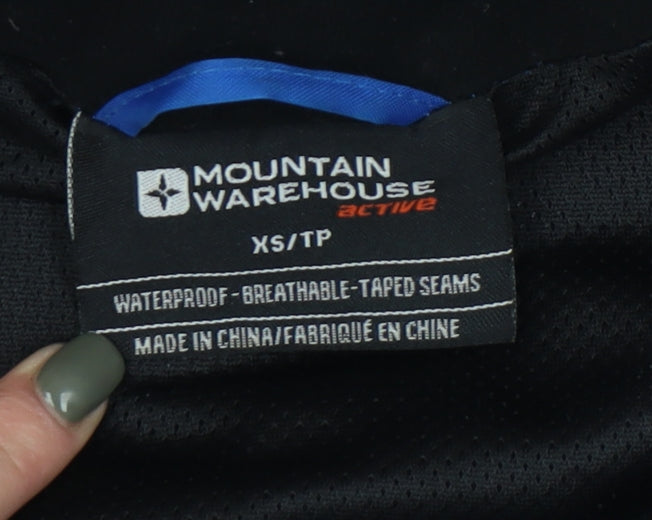 MOUNTAIN
WAREHOUSE
ACTIVE
XS/TP
WATERPROOF-BREATHABLE-TAPED SEAMS
MADE IN CHINA/FABRIQUÉ EN CHINE